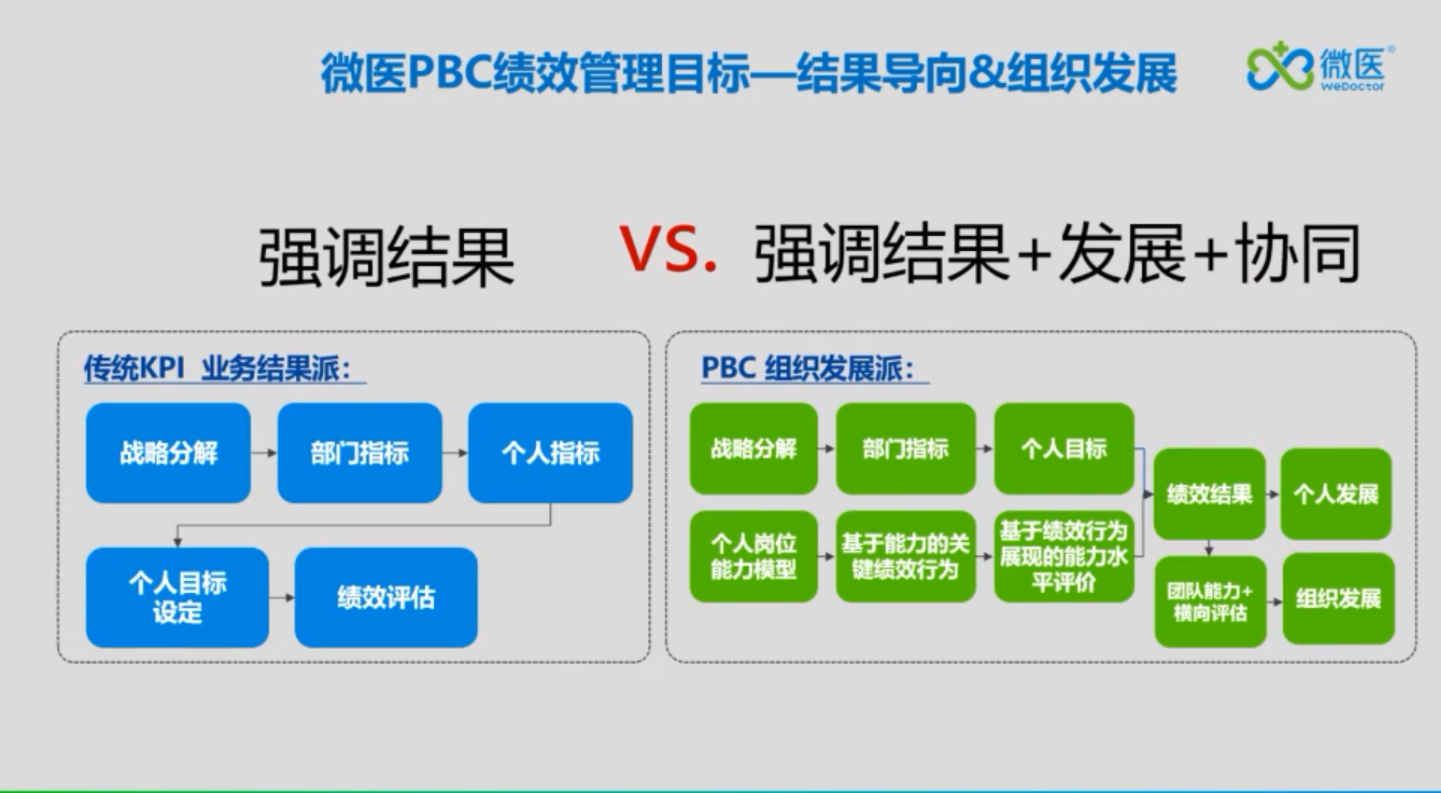 微医PBC绩效管理目标—结果导向&组织发展
微医®
WeDoctor
强调结果
VS.
强调结果+发展+协同
传统KPI 业务结果派：
战略分解
部门指标
个人指标
个人目标
设定
绩效评估
PBC 组织发展派：
战略分解
部门指标
个人目标
个人岗位
能力模型
基于能力的关
键绩效行为
基于绩效行为
展现的能力水
平评价
绩效结果
个人发展
团队能力+
横向评估
组织发展